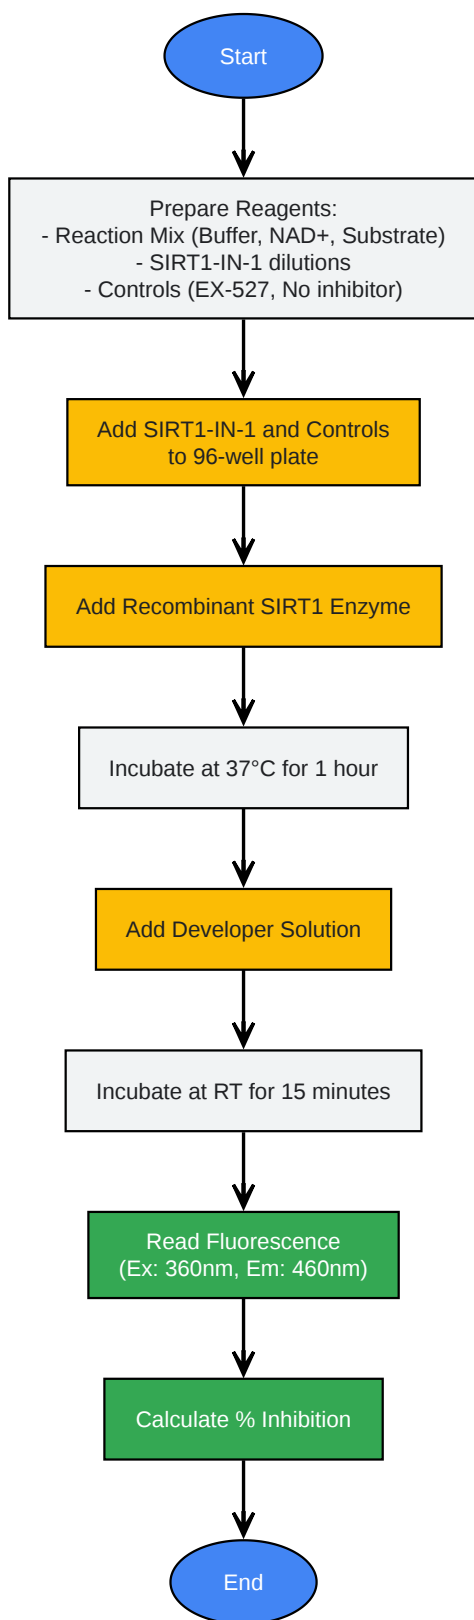 Start
Prepare Reagents:
- Reaction Mix (Buffer, NAD+, Substrate)
- SIRT1-IN-1 dilutions
- Controls (EX-527, No inhibitor)
Add SIRT1-IN-1 and Controls
to 96-well plate
Add Recombinant SIRT1 Enzyme
Incubate at 37°C for 1 hour
Add Developer Solution
Incubate at RT for 15 minutes
Read Fluorescence
(Ex: 360nm, Em: 460nm)
Calculate % Inhibition
End